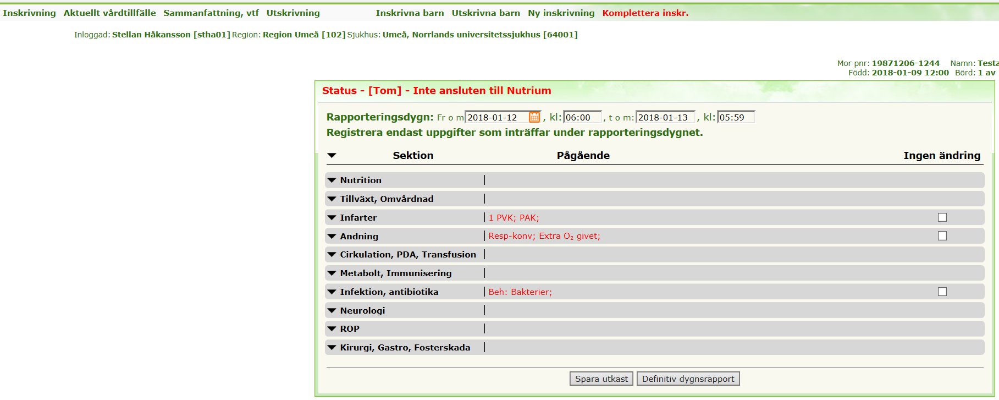 Inskrivning Aktuellt vårdtillfälle Sammanfattning, vtf Utskrivning Inskrivna barn Utskrivna barn Ny inskrivning Komplettera inskr.
Inloggad: Stellan Håkansson [stha01] Region: Region Umeå [102] Sjukhus: Umeå, Norrlands universitetssjukhus [64001]
Mor pnr: 19871206-1244 Namn: Testa
Född: 2018-01-09 12:00 Börd: 1 av
Status - [Tom] - Inte ansluten till Nutrium
Rapporteringsdygn: Fr o m 2018-01-12 , kl: 06:00 , t o m: 2018-01-13 , kl: 05:59
Registrera endast uppgifter som inträffar under rapporteringsdygnet.
Sektion Pågående Ingen ändring
Nutrition
Tillväxt, Omvårdnad
Infarter 1 PVK; PAK;
Andning Resp-konv; Extra O₂ givet;
Cirkulation, PDA, Transfusion
Metabolt, Immunisering
Infektion, antibiotika Beh: Bakterier;
Neurologi
ROP
Kirurgi, Gastro, Fosterskada
Spara utkast Definitiv dygnsrapport